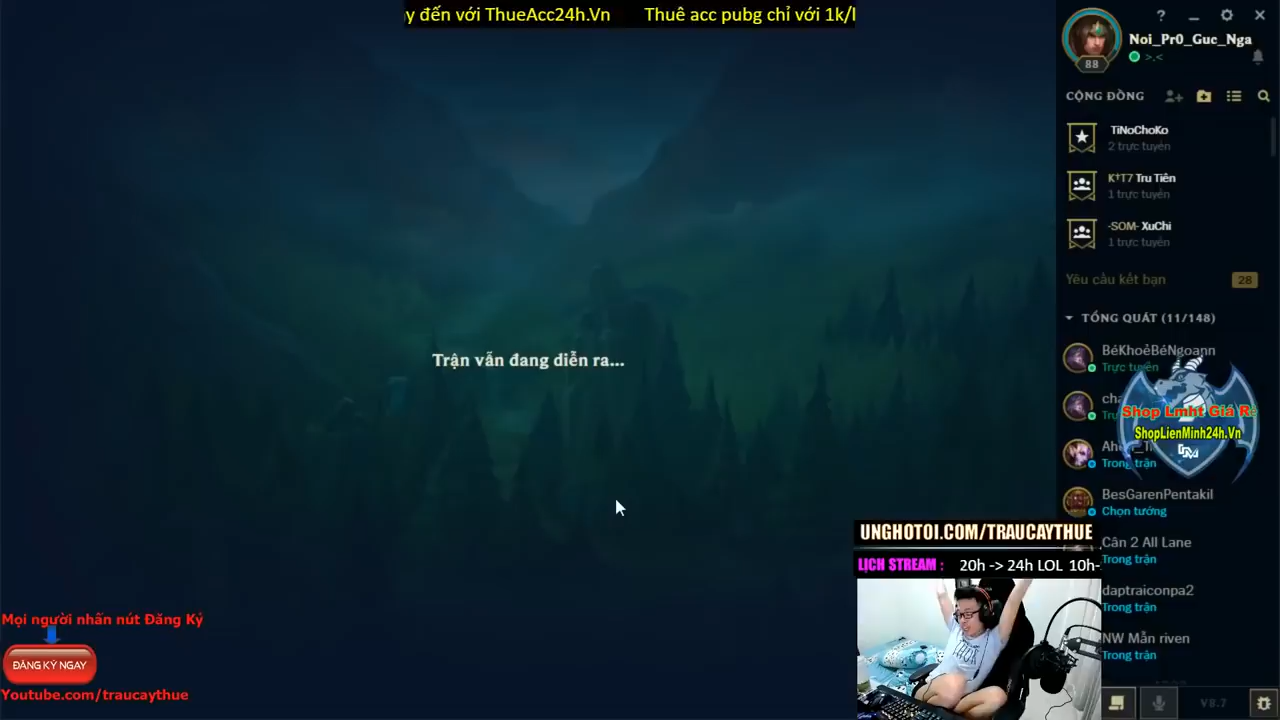 y đến với ThueAcc24h.Vn Thuê acc pubg chỉ với 1k/l
Noi_Pr0_Guc_Nga
88
>.<
CỘNG ĐỒNG
TiNoChoKo
2 trực tuyến
K†T7 Tru Tiên
1 trực tuyến
-SOM- XuChi
1 trực tuyến
Yêu cầu kết bạn 28
TỔNG QUÁT (11/148)
BéKhoẻBéNgoann
Trực tuyến
Trận vẫn đang diễn ra...
Shop Lmht Giá Rẻ
ShopLienMinh24h.Vn
Trong trận
BesGarenPentakil
Chọn tướng
UNGHOTOI.COM/TRAUCAYTHUE
Cân 2 All Lane
Trong trận
LỊCH STREAM : 20h -> 24h LOL 10h-
daptraiconpa2
Trong trận
NW Mẫn riven
Trong trận
Mọi người nhấn nút Đăng Ký
ĐĂNG KÝ NGAY
Youtube.com/traucaythue
V8.7